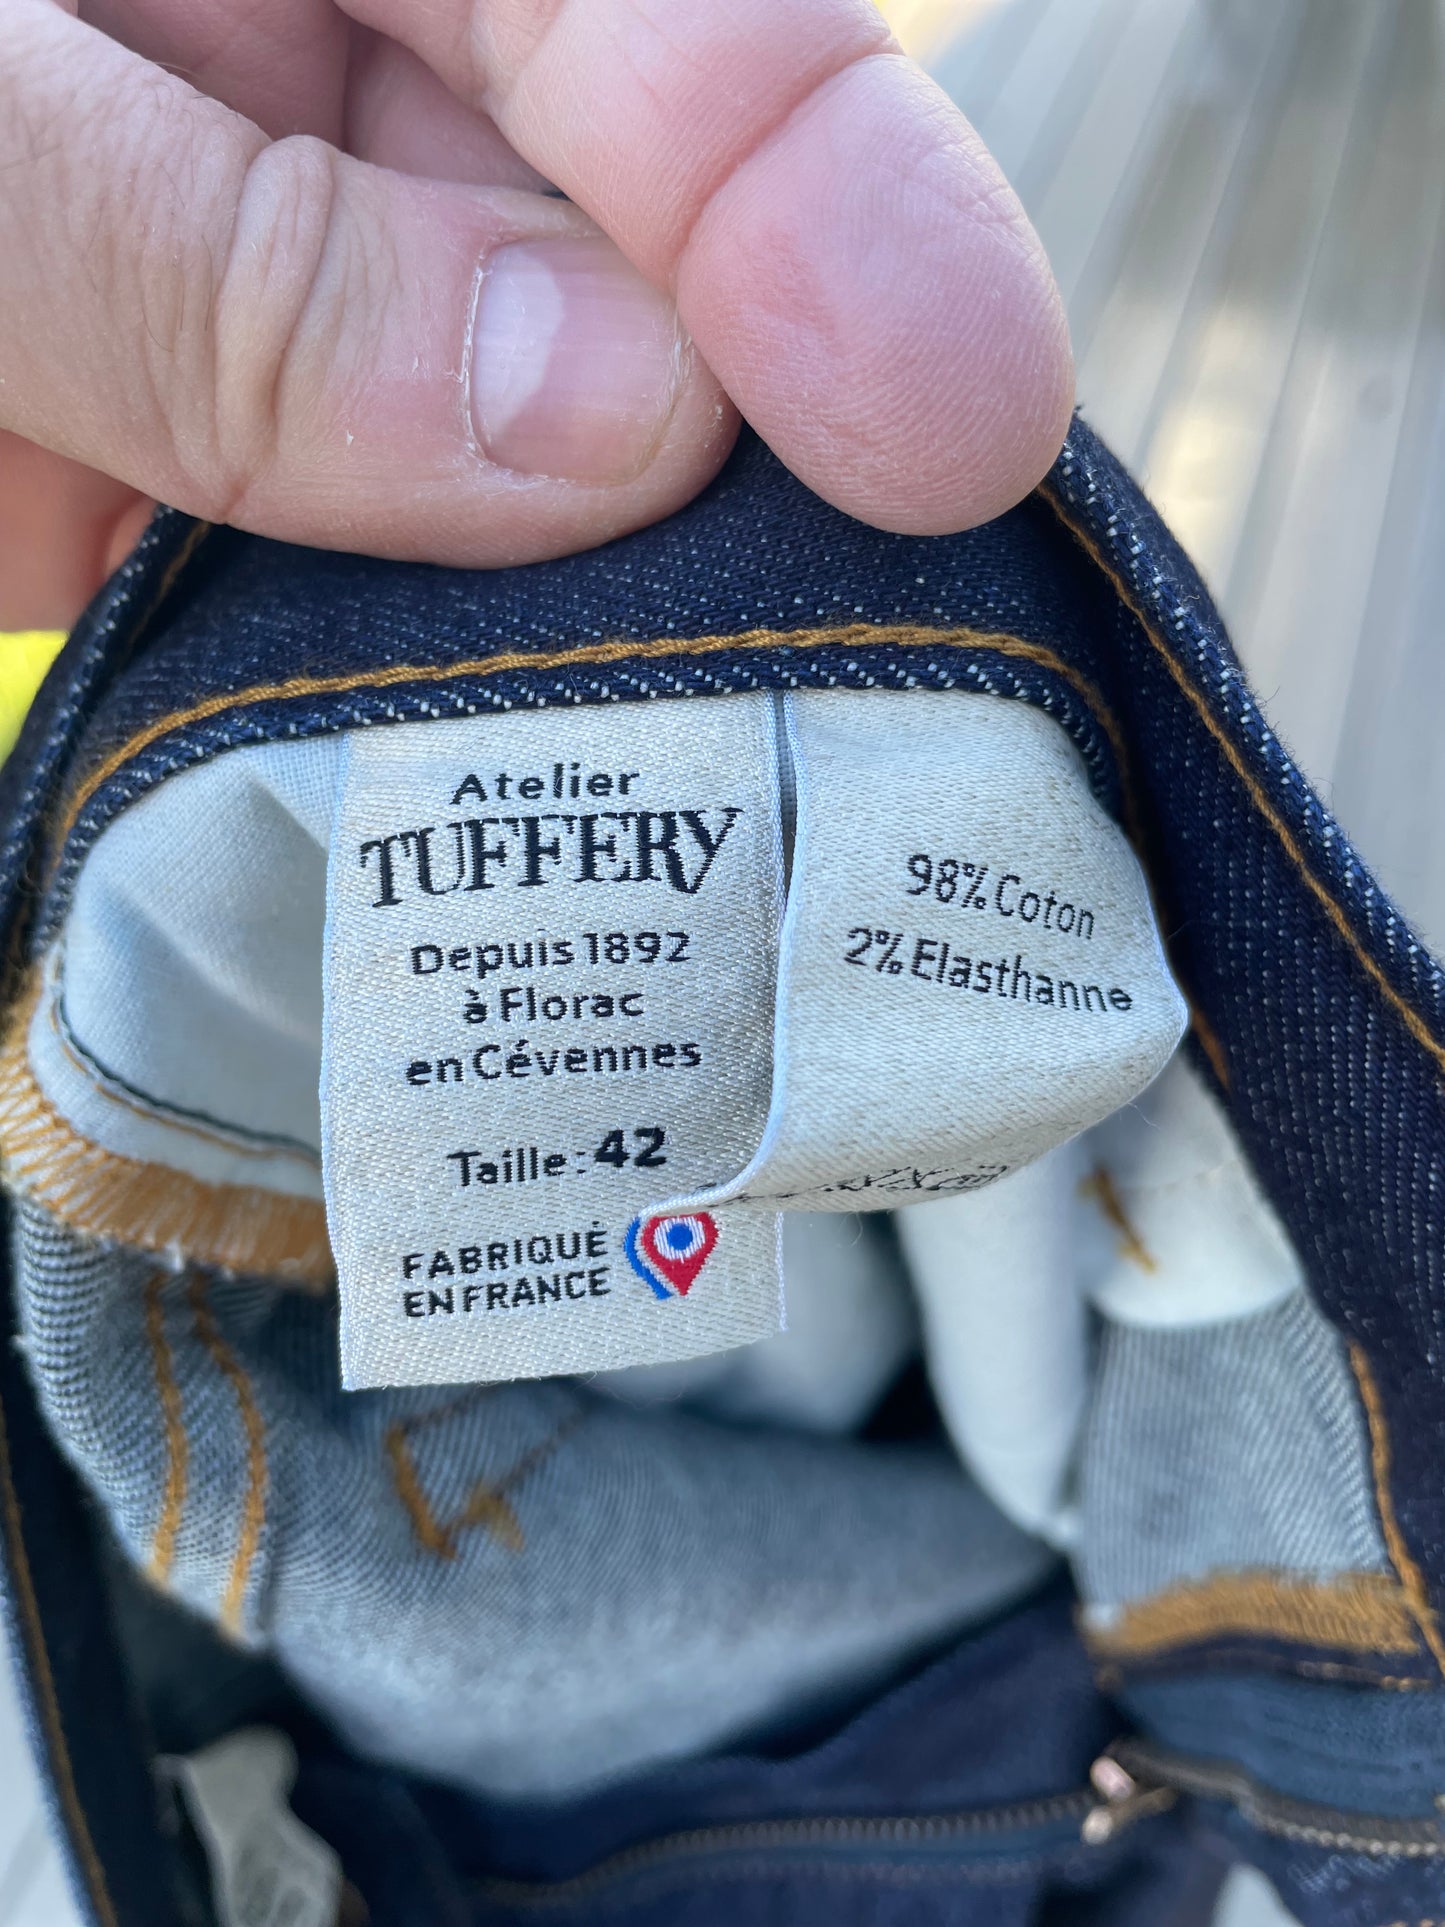 Atelier
TUFFERY
Depuis 1892
à Florac
en Cévennes
Taille: 42
FABRIQUÉ
EN FRANCE
98% Coton
2% Elasthanne